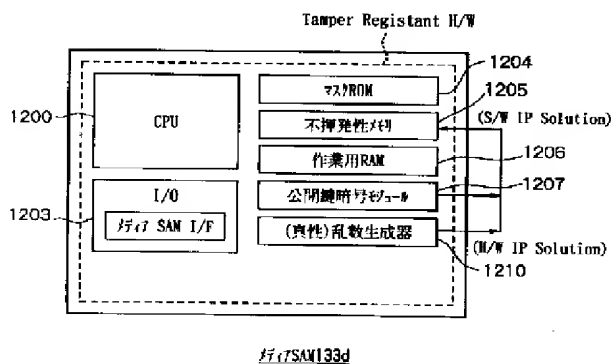 Tamper Registant H/W
1200
CPU
1203
I/O
メディア SAM I/F
マスクROM
1204
不揮発性メモリ
1205
(S/W IP Solution)
作業用RAM
1206
公開鍵暗号モジュール
1207
(真性)乱数生成器
(H/W IP Solution)
1210
メディアSAM133d